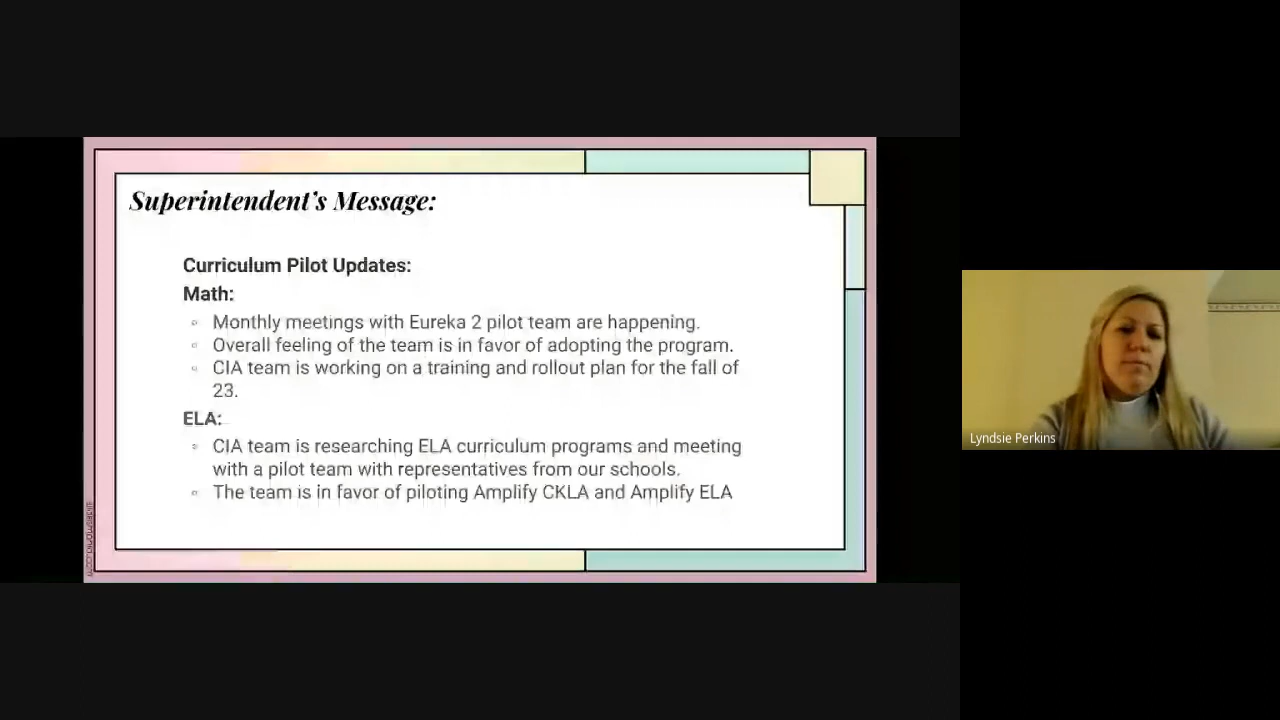 Superintendent's Message:
Curriculum Pilot Updates:
Math:
Monthly meetings with Eureka 2 pilot team are happening.
Overall feeling of the team is in favor of adopting the program.
CIA team is working on a training and rollout plan for the fall of
23.
ELA:
CIA team is researching ELA curriculum programs and meeting
with a pilot team with representatives from our schools.
The team is in favor of piloting Amplify CKLA and Amplify ELA
slidesmania.com
Lyndsie Perkins